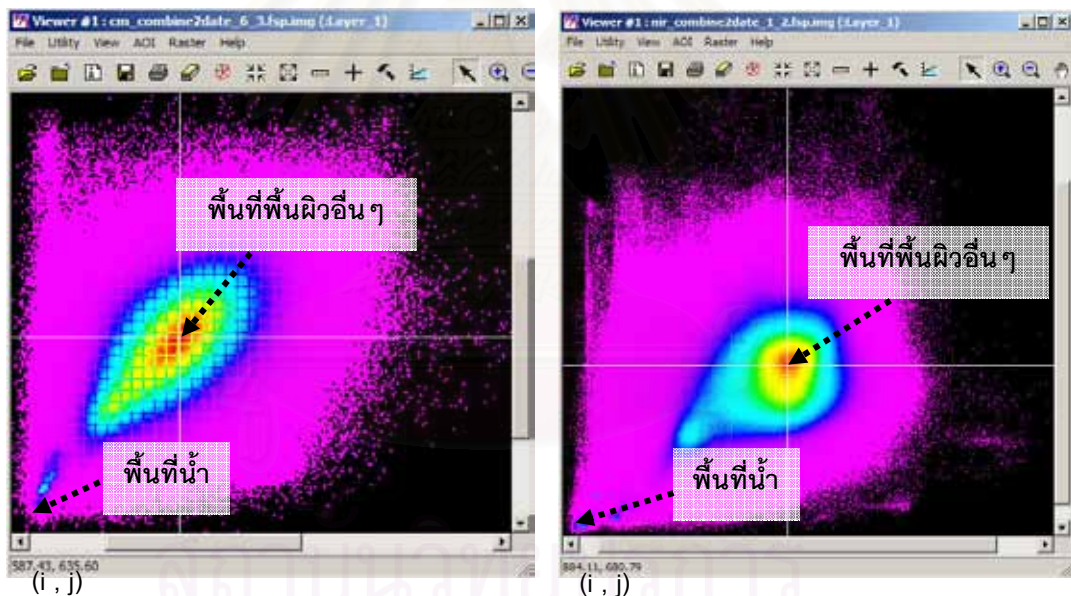 Viewer #1 : cm_combine2date_6_3.fsp.img (:Layer_1)
File Utility View AOI Raster Help
พื้นที่พื้นผิวอื่นๆ
พื้นที่น้ำ
587.43, 635.60
(i , j)
Viewer #1 : nir_combine2date_1_2.fsp.img (:Layer_1)
File Utility View AOI Raster Help
พื้นที่พื้นผิวอื่นๆ
พื้นที่น้ำ
884.11, 680.79
(i , j)